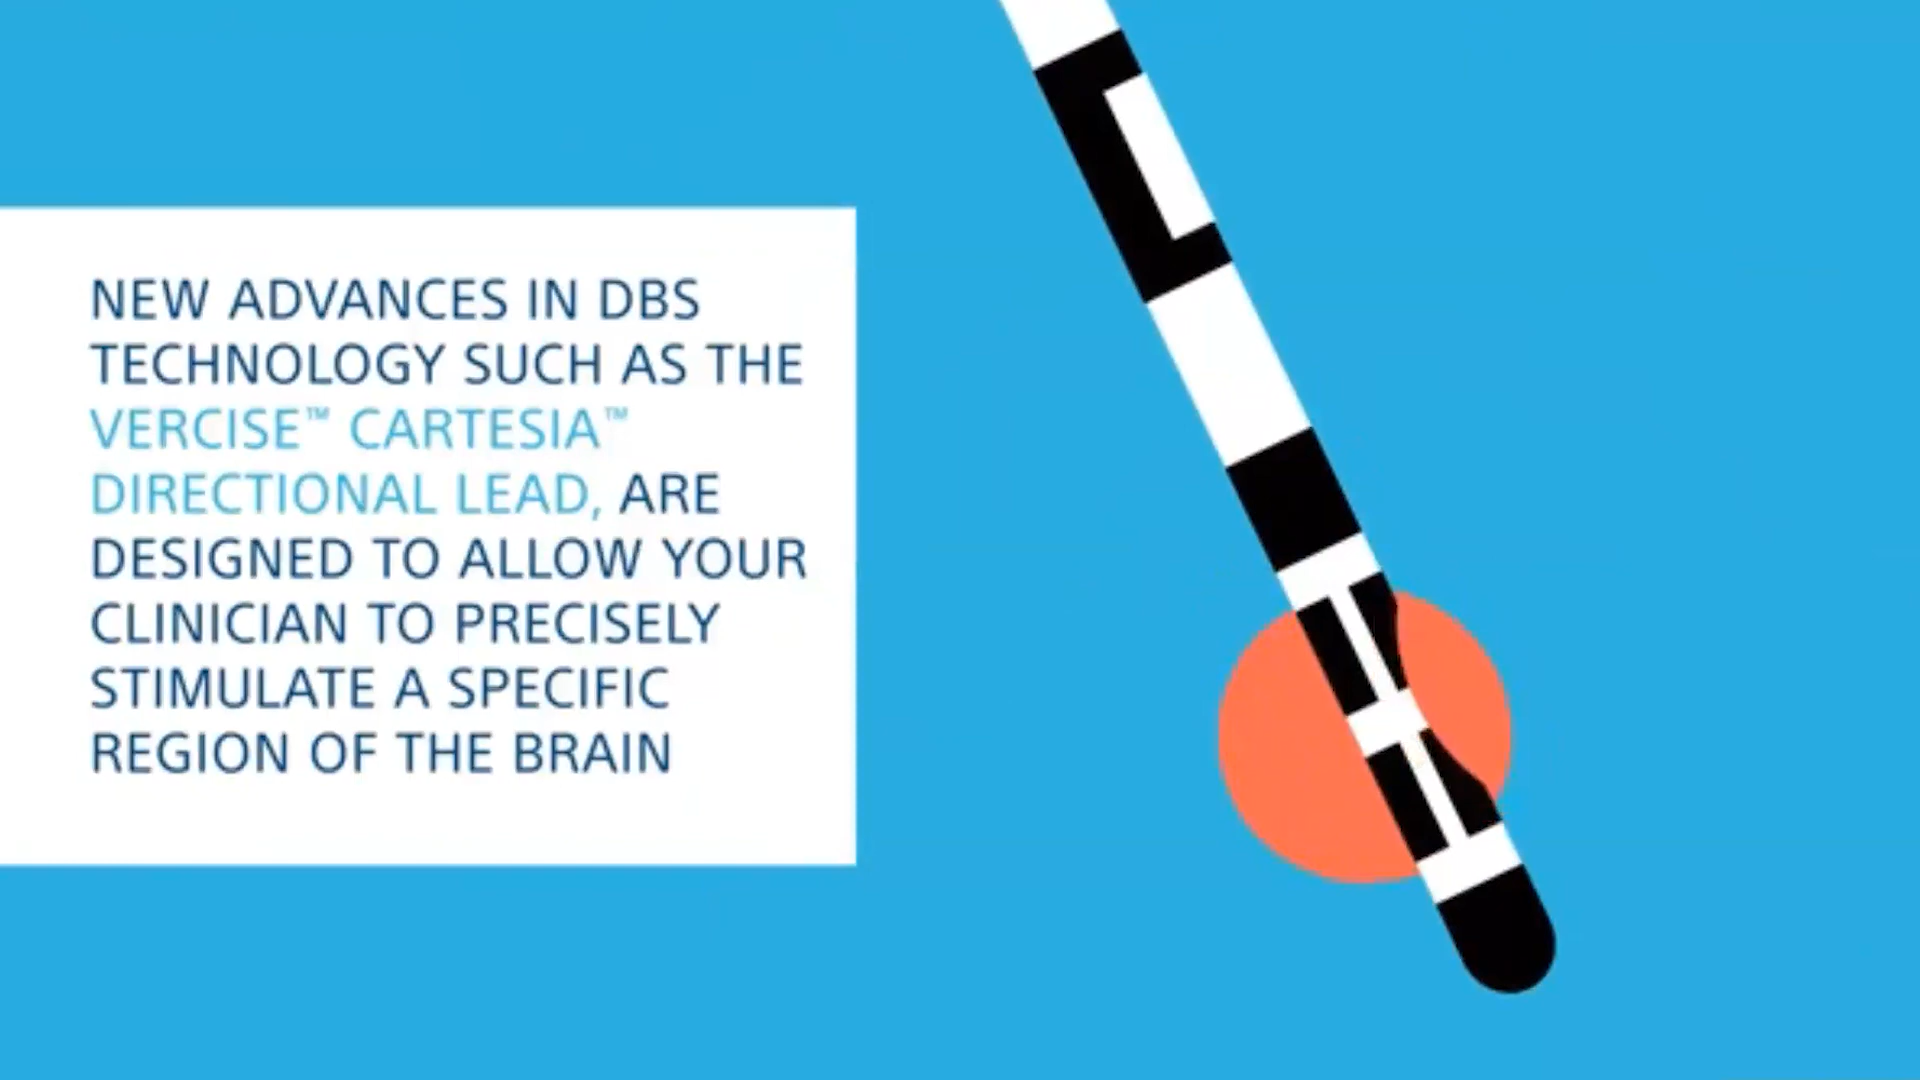 NEW ADVANCES IN DBS
TECHNOLOGY SUCH AS THE
VERCISE™ CARTESIA™
DIRECTIONAL LEAD, ARE
DESIGNED TO ALLOW YOUR
CLINICIAN TO PRECISELY
STIMULATE A SPECIFIC
REGION OF THE BRAIN